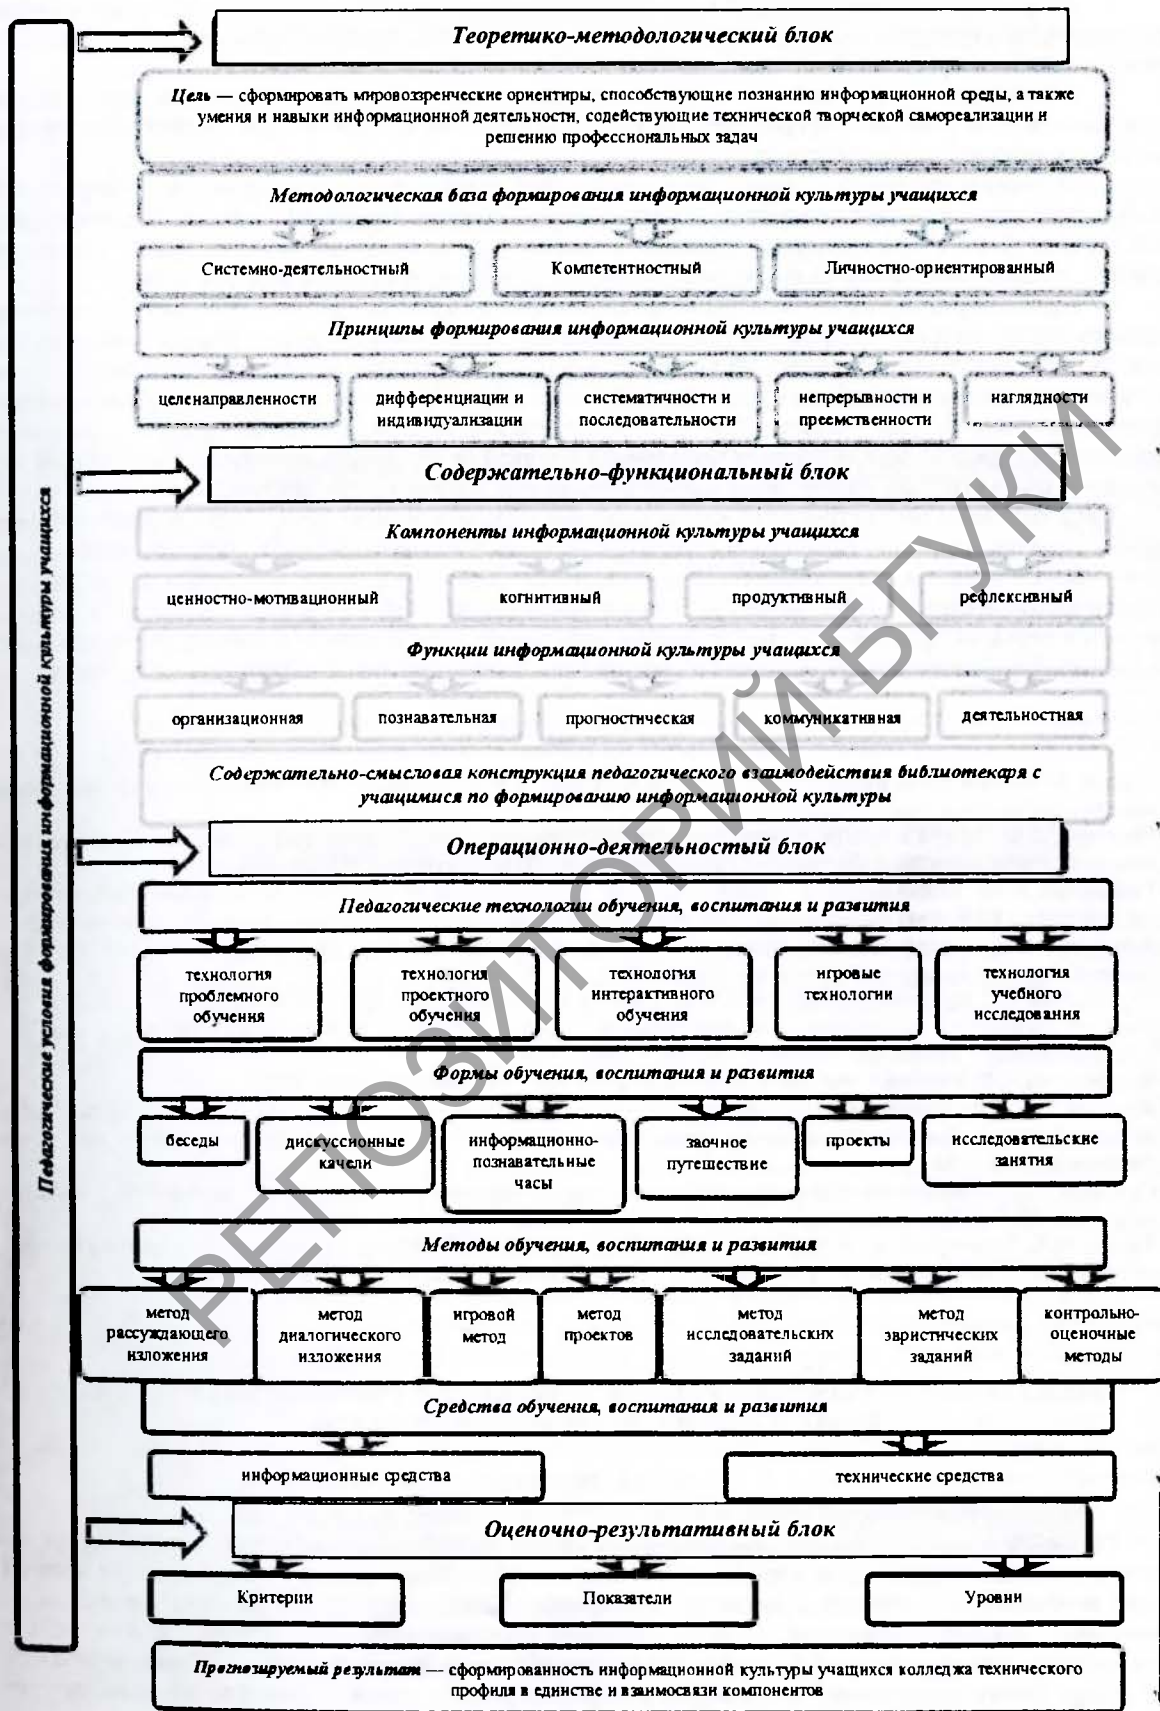 Теоретико-методологический блок
Цель — сформировать мировоззренческие ориентиры, способствующие познанию информационной среды, а также
умения и навыки информационной деятельности, содействующие технической творческой самореализации и
решению профессиональных задач
Методологическая база формирования информационной культуры учащихся
Системно-деятельностный
Компетентностный
Личностно-ориентированный
Принципы формирования информационной культуры учащихся
целенаправленности
дифференциации и
индивидуализации
систематичности и
последовательности
непрерывности и
преемственности
наглядности
Содержательно-функциональный блок
Компоненты информационной культуры учащихся
ценностно-мотивационный
когнитивный
продуктивный
рефлексивный
Функции информационной культуры учащихся
организационная
познавательная
прогностическая
коммуникативная
деятельностная
Содержательно-смысловая конструкция педагогического взаимодействия библиотекаря с
учащимися по формированию информационной культуры
Операционно-деятельностый блок
Педагогические технологии обучения, воспитания и развития
технология
проблемного
обучения
технология
проектного
обучения
технология
интерактивного
обучения
игровые
технологии
технология
учебного
исследования
Формы обучения, воспитания и развития
беседы
дискуссионные
качели
информационно-
познавательные
часы
заочное
путешествие
проекты
исследовательские
занятия
Методы обучения, воспитания и развития
метод
рассуждающего
изложения
метод
диалогического
изложения
игровой
метод
метод
проектов
метод
исследовательских
заданий
метод
эвристических
заданий
контрольно-
оценочные
методы
Средства обучения, воспитания и развития
информационные средства
технические средства
Оценочно-результативный блок
Критерии
Показатели
Уровни
Прогнозируемый результат — сформированность информационной культуры учащихся колледжа технического
профиля в единстве и взаимосвязи компонентов
Педагогические условия формирования информационной культуры учащихся
РЕПОЗИТОРИЙ БГУКИ